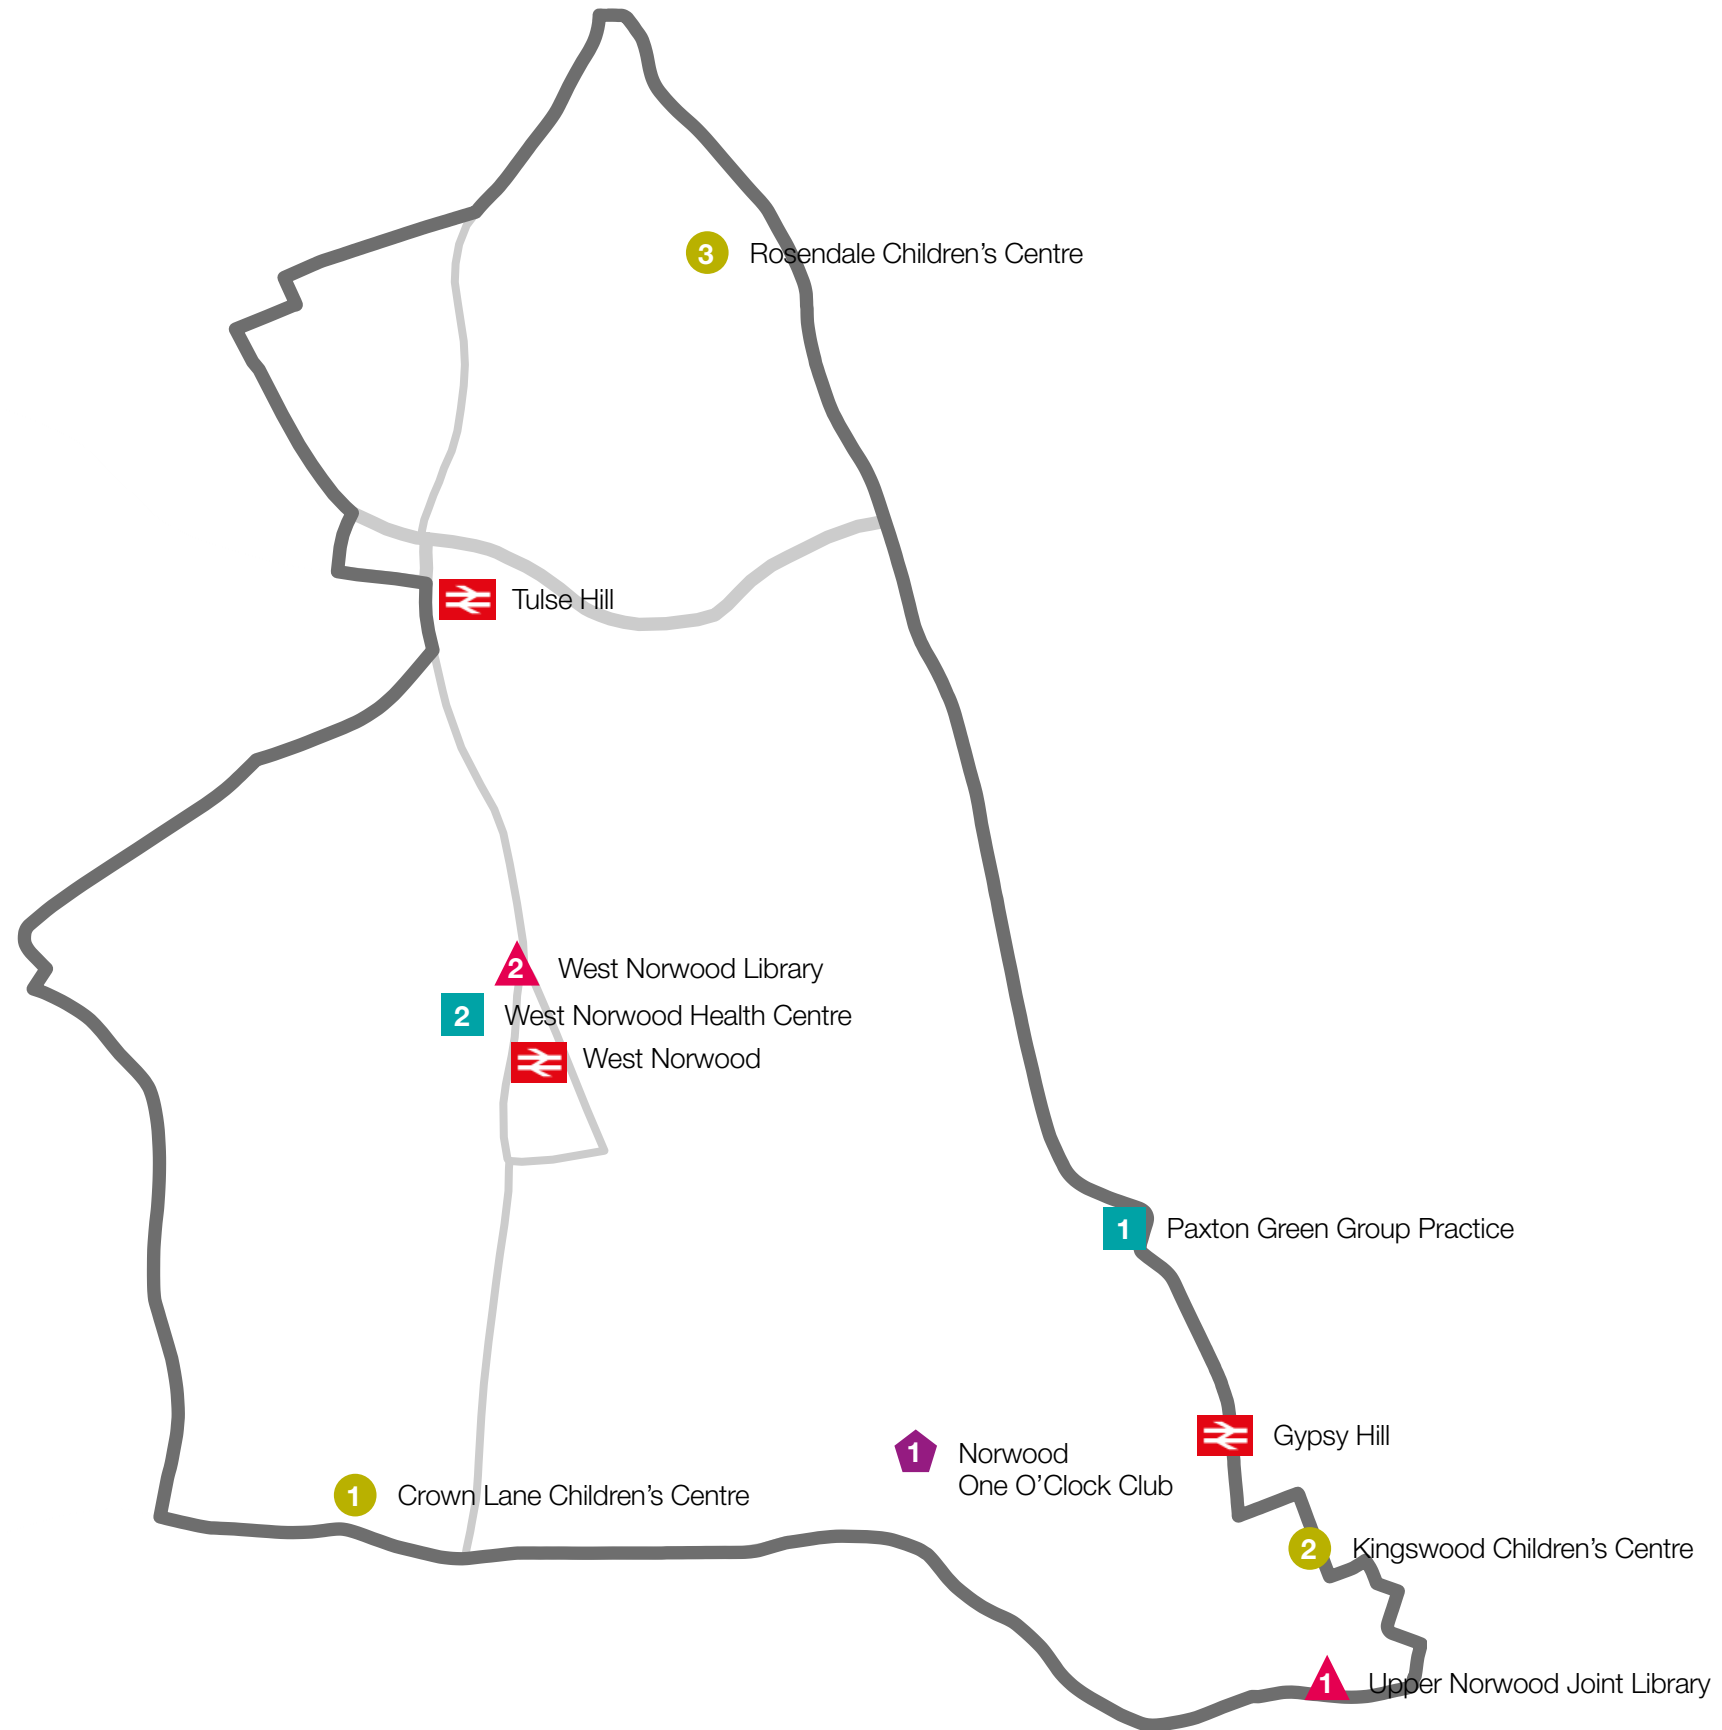 3 Rosendale Children’s Centre
Tulse Hill
2 West Norwood Library
2 West Norwood Health Centre
West Norwood
1 Paxton Green Group Practice
Gypsy Hill
1 Norwood
One O’Clock Club
1 Crown Lane Children’s Centre
2 Kingswood Children’s Centre
1 Upper Norwood Joint Library